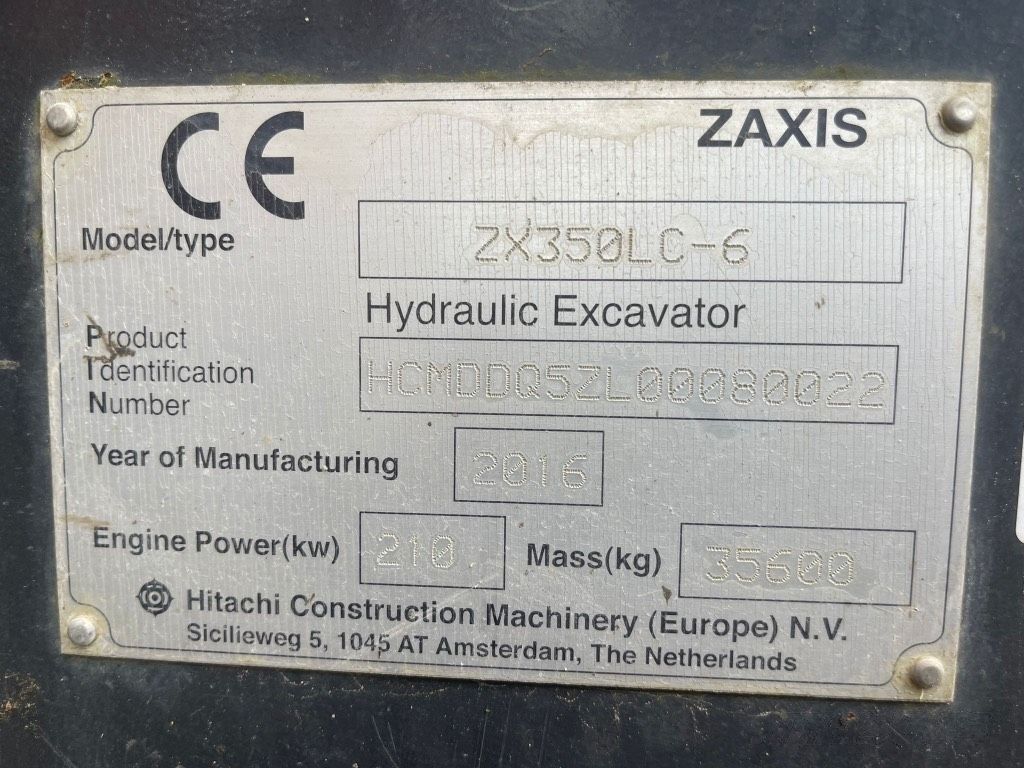 CE ZAXIS
Model/type ZX350LC-6
Hydraulic Excavator
Product
Identification HCMDDQ5ZL00080022
Number
Year of Manufacturing 2016
Engine Power(kw) 210 Mass(kg) 35600
Hitachi Construction Machinery (Europe) N.V.
Sicilieweg 5, 1045 AT Amsterdam, The Netherlands